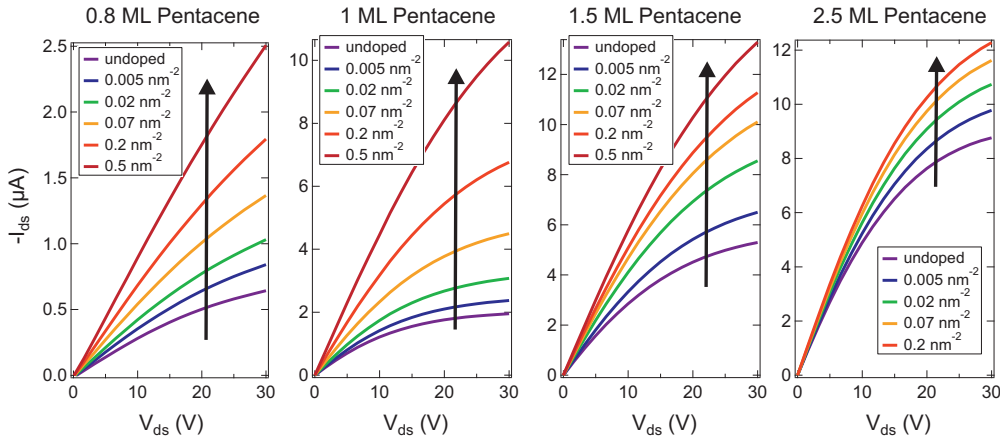 0.8 ML Pentacene
2.5
2.0
1.5
1.0
0.5
0.0
-I_ds (µA)
undoped
0.005 nm⁻²
0.02 nm⁻²
0.07 nm⁻²
0.2 nm⁻²
0.5 nm⁻²
0 10 20 30
V_ds (V)
1 ML Pentacene
10
8
6
4
2
0
undoped
0.005 nm⁻²
0.02 nm⁻²
0.07 nm⁻²
0.2 nm⁻²
0.5 nm⁻²
0 10 20 30
V_ds (V)
1.5 ML Pentacene
12
10
8
6
4
2
0
undoped
0.005 nm⁻²
0.02 nm⁻²
0.07 nm⁻²
0.2 nm⁻²
0.5 nm⁻²
0 10 20 30
V_ds (V)
2.5 ML Pentacene
12
10
8
6
4
2
0
undoped
0.005 nm⁻²
0.02 nm⁻²
0.07 nm⁻²
0.2 nm⁻²
0 10 20 30
V_ds (V)